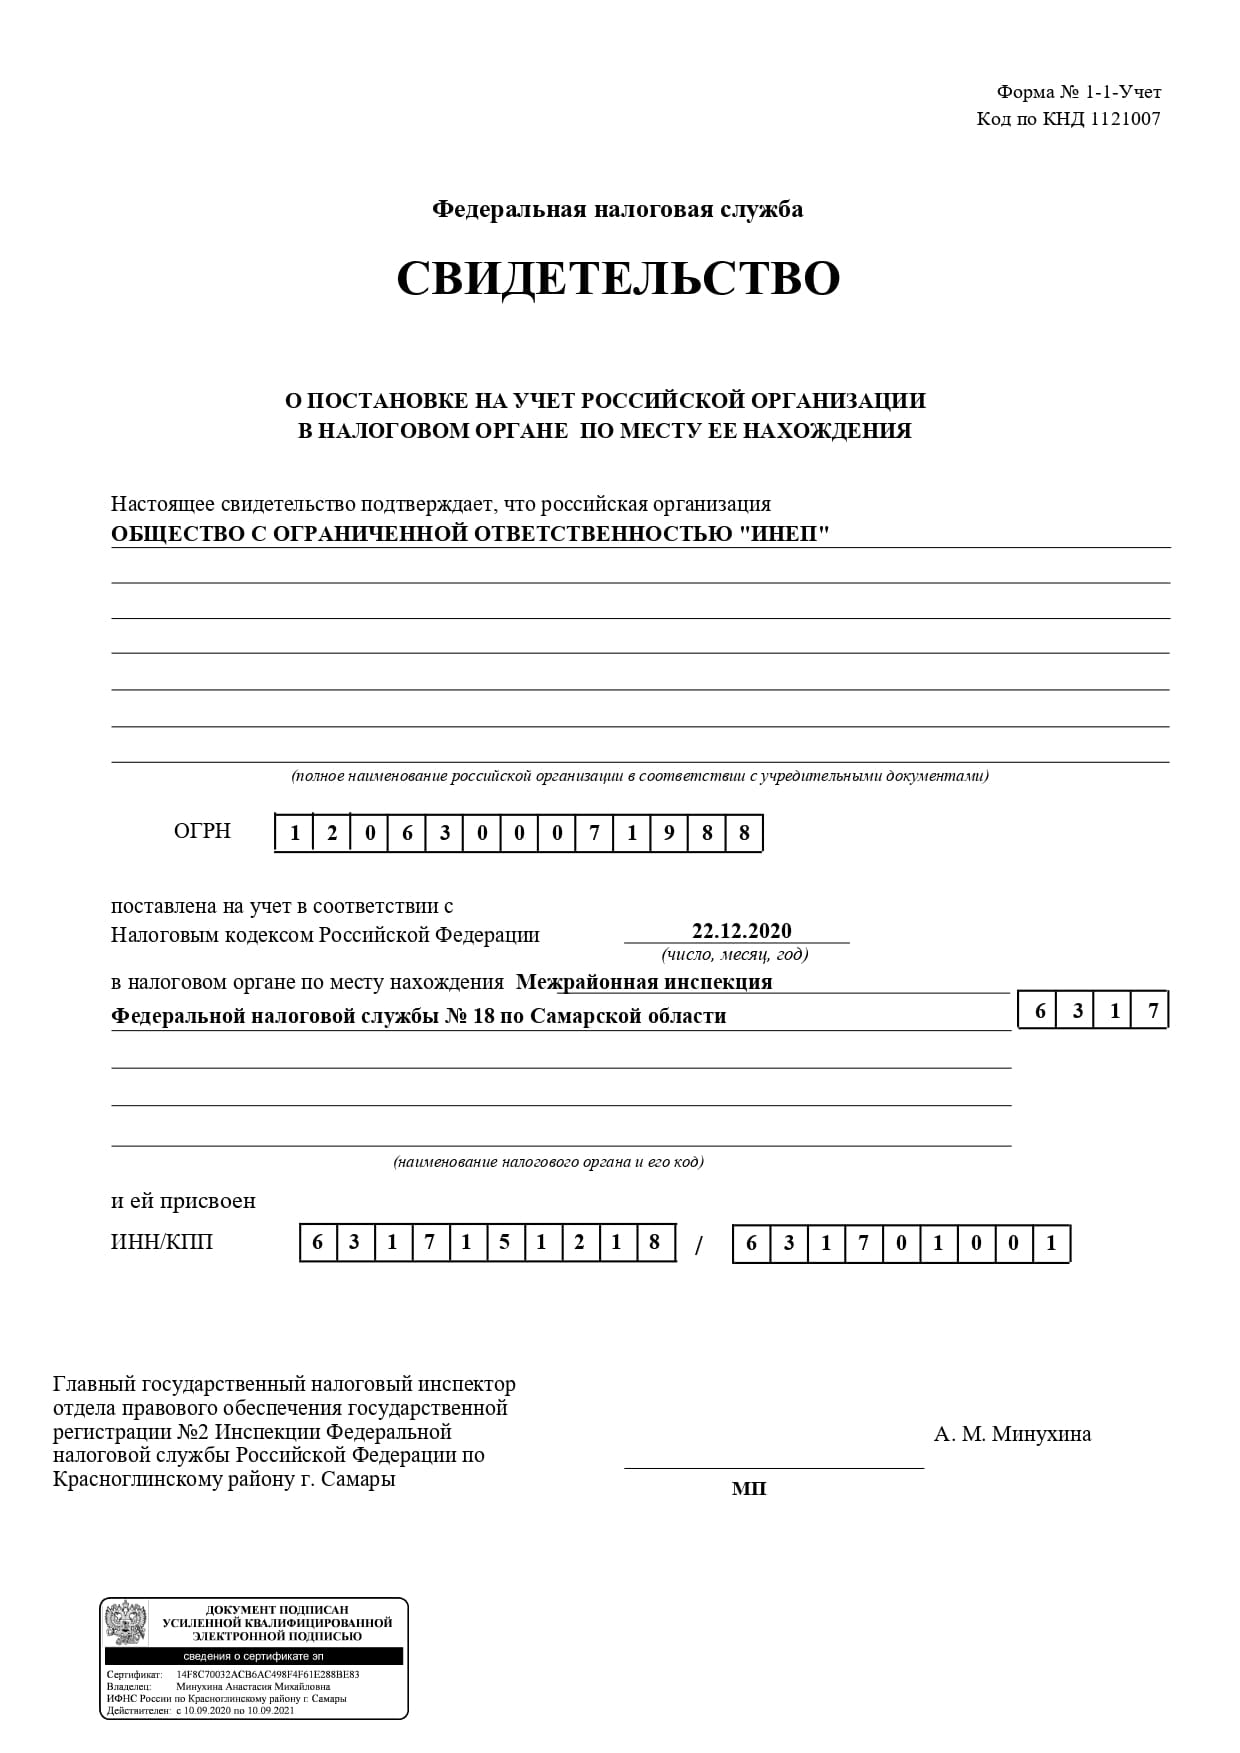 Форма № 1-1-Учет
Код по КНД 1121007
Федеральная налоговая служба
СВИДЕТЕЛЬСТВО
О ПОСТАНОВКЕ НА УЧЕТ РОССИЙСКОЙ ОРГАНИЗАЦИИ
В НАЛОГОВОМ ОРГАНЕ ПО МЕСТУ ЕЕ НАХОЖДЕНИЯ
Настоящее свидетельство подтверждает, что российская организация
ОБЩЕСТВО С ОГРАНИЧЕННОЙ ОТВЕТСТВЕННОСТЬЮ "ИНЕП"
(полное наименование российской организации в соответствии с учредительными документами)
ОГРН 1 2 0 6 3 0 0 0 7 1 9 8 8
поставлена на учет в соответствии с
Налоговым кодексом Российской Федерации 22.12.2020
(число, месяц, год)
в налоговом органе по месту нахождения Межрайонная инспекция
Федеральной налоговой службы № 18 по Самарской области 6 3 1 7
(наименование налогового органа и его код)
и ей присвоен
ИНН/КПП 6 3 1 7 1 5 1 2 1 8 / 6 3 1 7 0 1 0 0 1
Главный государственный налоговый инспектор
отдела правового обеспечения государственной
регистрации №2 Инспекции Федеральной
налоговой службы Российской Федерации по
Красноглинскому району г. Самары
А. М. Минухина
МП
ДОКУМЕНТ ПОДПИСАН
УСИЛЕННОЙ КВАЛИФИЦИРОВАННОЙ
ЭЛЕКТРОННОЙ ПОДПИСЬЮ
сведения о сертификате эп
Сертификат: 14F8C70032ACB6AC498F4F61E288BE83
Владелец: Минухина Анастасия Михайловна
ИФНС России по Красноглинскому району г. Самары
Действителен: с 10.09.2020 по 10.09.2021